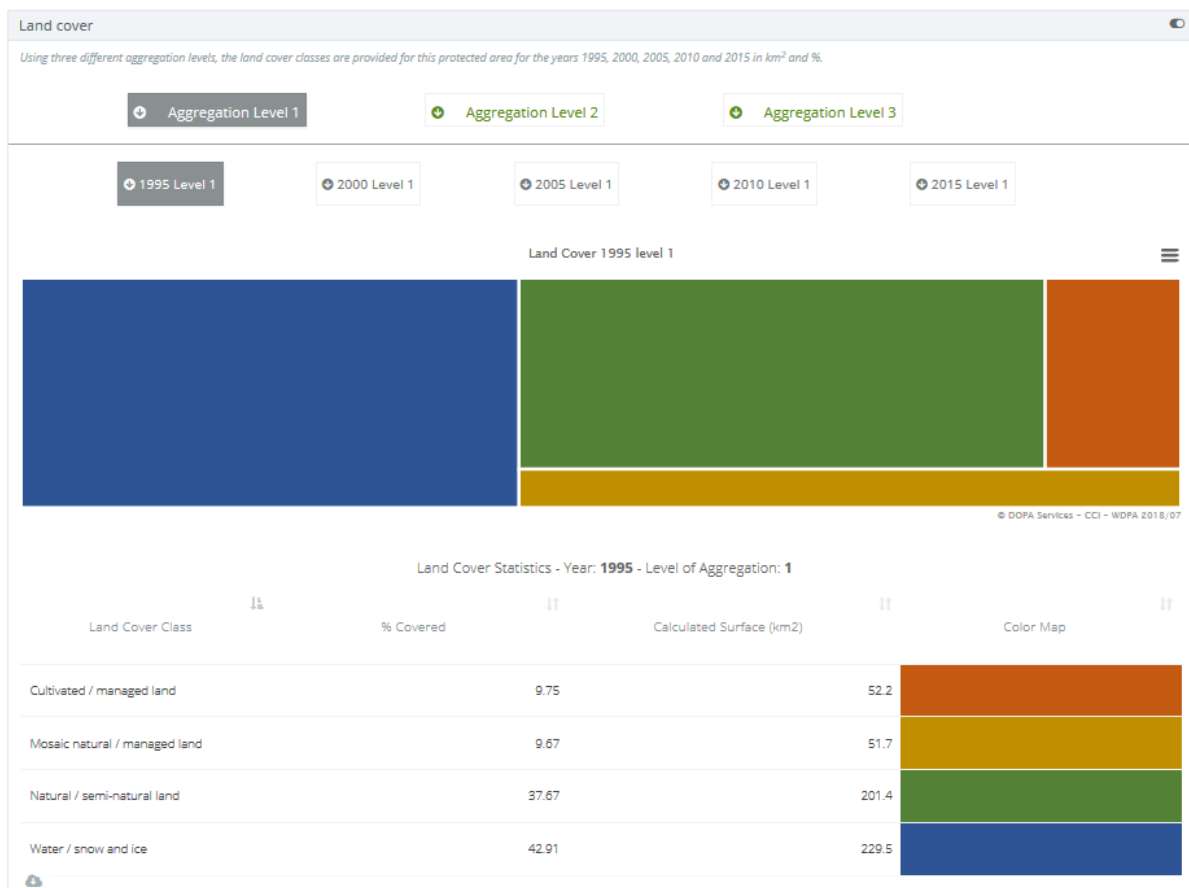 Land cover
Using three different aggregation levels, the land cover classes are provided for this protected area for the years 1995, 2000, 2005, 2010 and 2015 in km² and %.
Aggregation Level 1 Aggregation Level 2 Aggregation Level 3
1995 Level 1 2000 Level 1 2005 Level 1 2010 Level 1 2015 Level 1
Land Cover 1995 level 1
© DOPA Services – CCI – WDPA 2018/07
Land Cover Statistics - Year: 1995 - Level of Aggregation: 1
Land Cover Class % Covered Calculated Surface (km2) Color Map
Cultivated / managed land 9.75 52.2
Mosaic natural / managed land 9.67 51.7
Natural / semi-natural land 37.67 201.4
Water / snow and ice 42.91 229.5